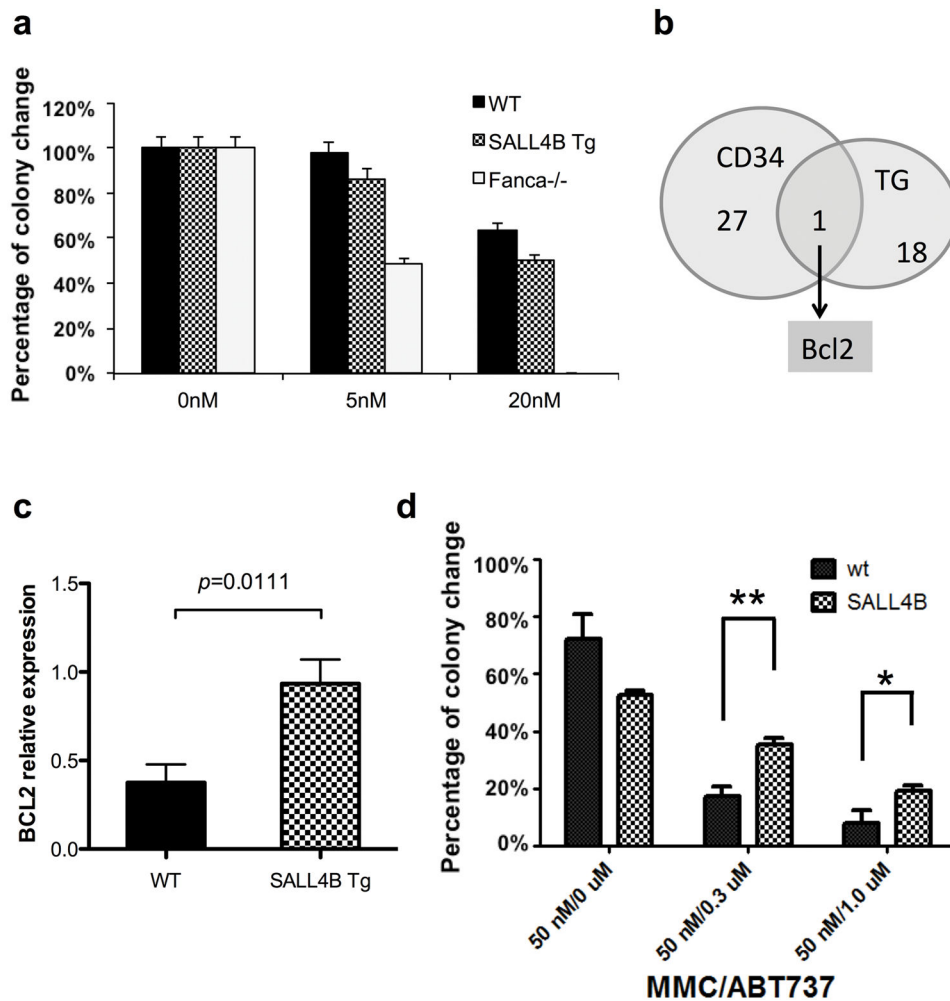 a
Percentage of colony change
120%
100%
80%
60%
40%
20%
0%
WT
SALL4B Tg
Fanca-/-
0nM
5nM
20nM
b
CD34
TG
27
1
18
Bcl2
c
BCL2 relative expression
1.5
1.0
0.5
0.0
p=0.0111
WT
SALL4B Tg
d
Percentage of colony change
100%
80%
60%
40%
20%
0%
wt
SALL4B
**
*
50 nM/0 uM
50 nM/0.3 uM
50 nM/1.0 uM
MMC/ABT737